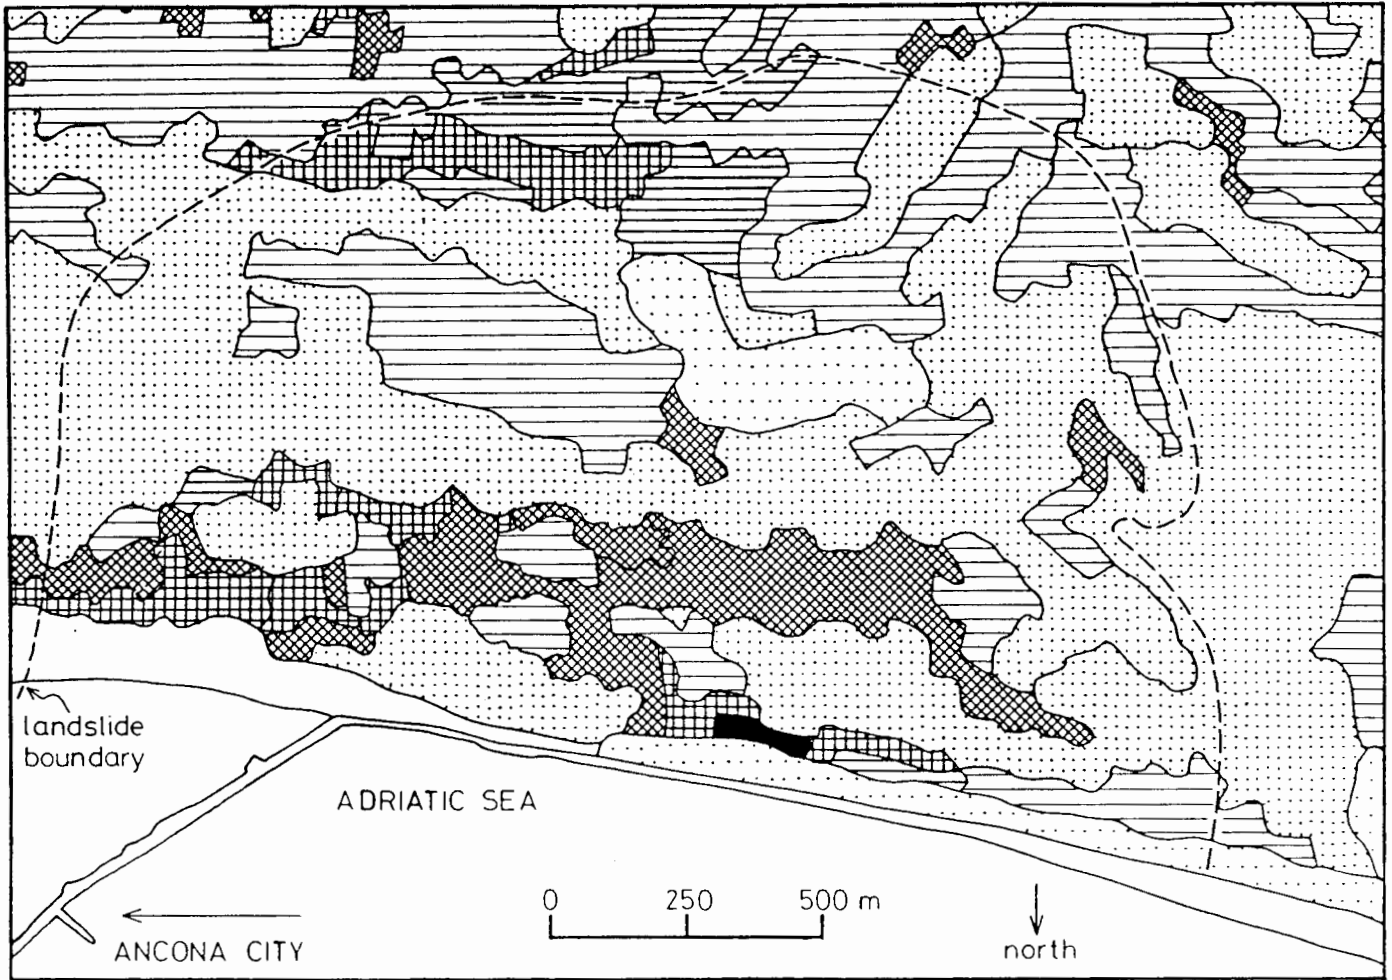 landslide
boundary
ADRIATIC SEA
0 250 500 m
ANCONA CITY
north